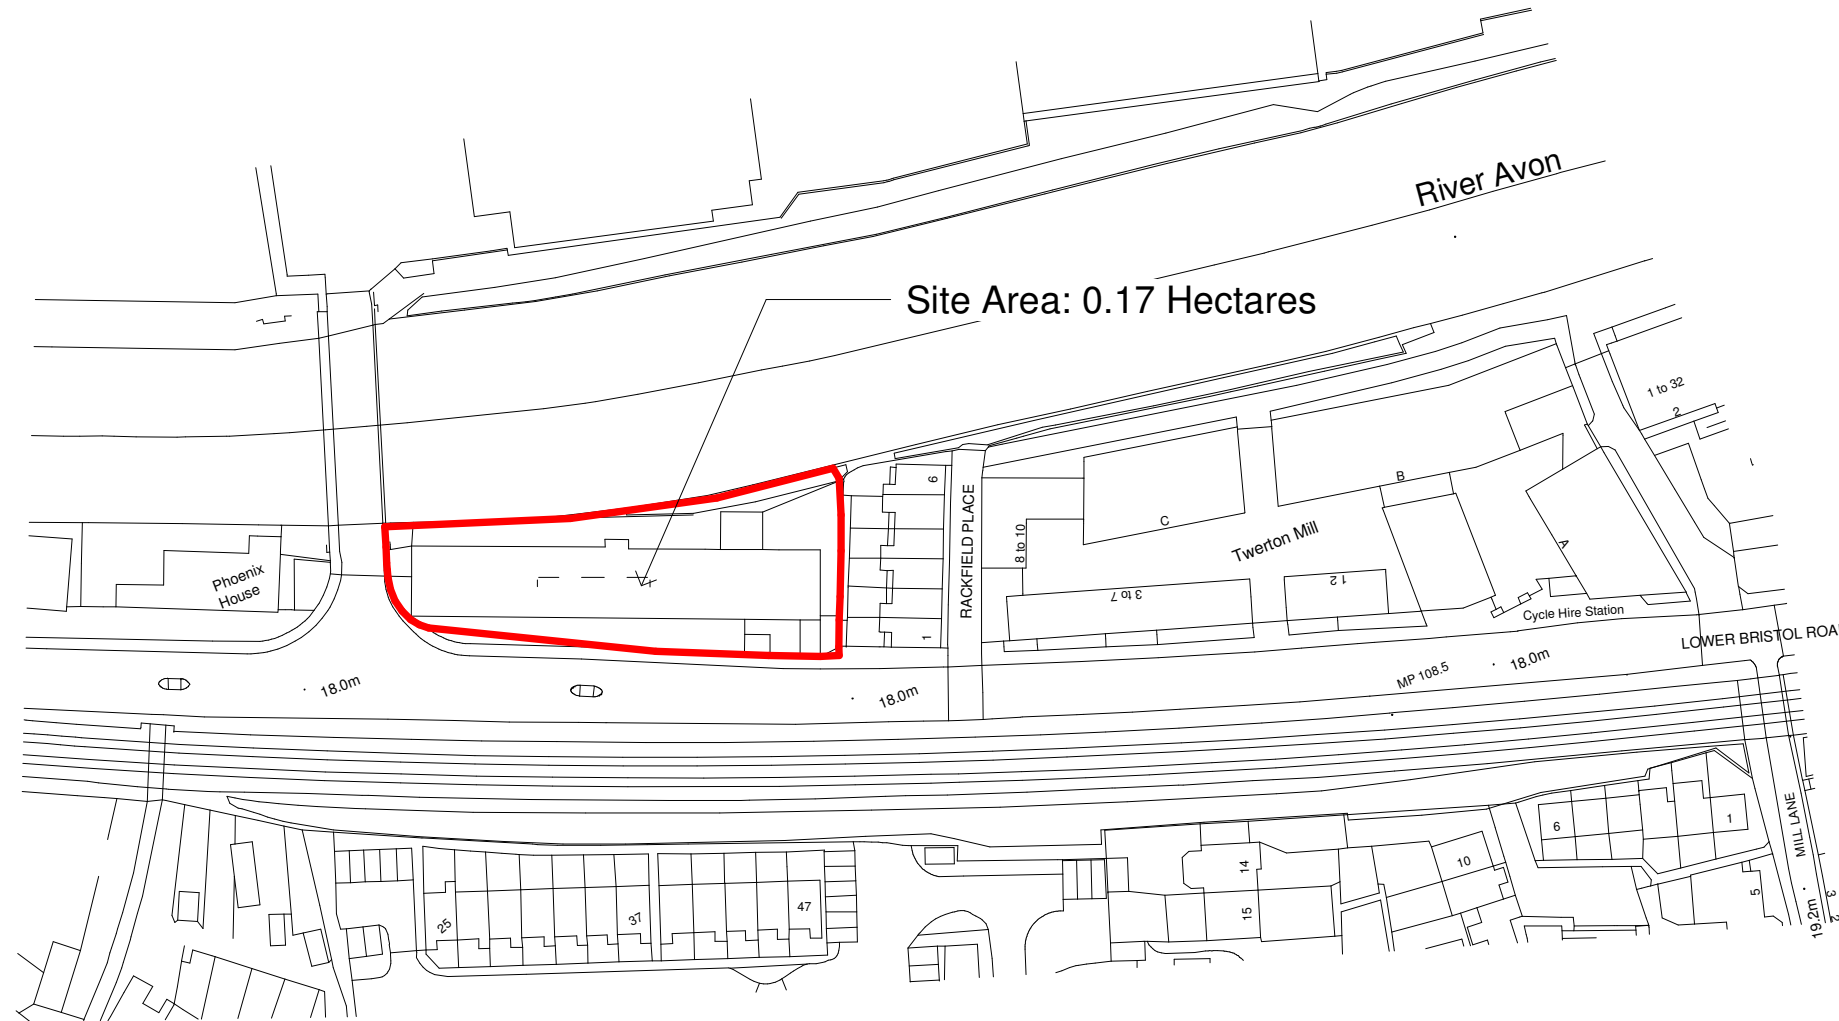 River Avon
Site Area: 0.17 Hectares
1 to 32
2
B
C
A
Twerton Mill
6
RACKFIELD PLACE
8 to 10
3 to 7
1 2
Cycle Hire Station
Phoenix
House
1
LOWER BRISTOL ROA
MP 108.5
18.0m
18.0m
18.0m
MILL LANE
6
1
14
10
15
5
3
2
19.2m
25
37
47